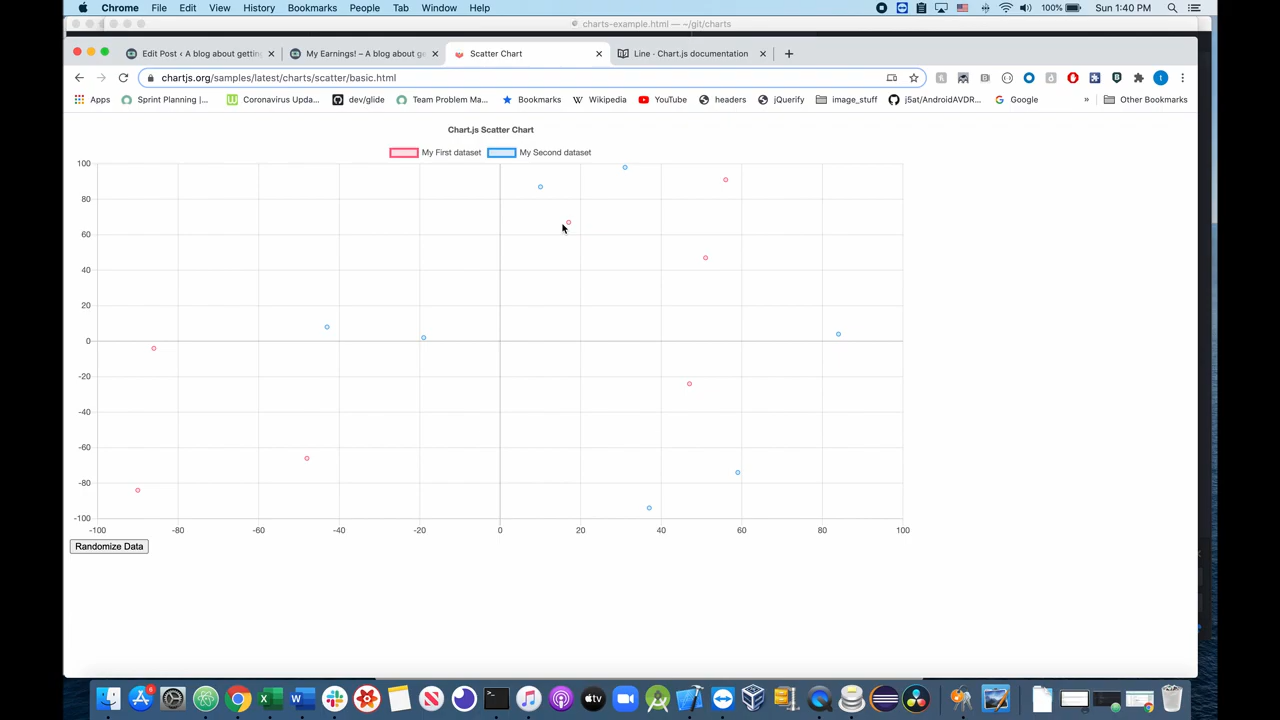 Chrome File Edit View History Bookmarks People Tab Window Help 100% Sun 1:40 PM
charts-example.html — ~/git/charts
Edit Post ‹ A blog about gettin
My Earnings! – A blog about ge
Scatter Chart
Line · Chart.js documentation
chartjs.org/samples/latest/charts/scatter/basic.html
Apps Sprint Planning |... Coronavirus Upda... dev/glide Team Problem Ma... Bookmarks Wikipedia YouTube headers jQuerify image_stuff j5at/AndroidAVDR... Google » Other Bookmarks
Chart.js Scatter Chart
My First dataset My Second dataset
100
80
60
40
20
0
-20
-40
-60
-80
-100
-100 -80 -60 -40 -20 0 20 40 60 80 100
Randomize Data